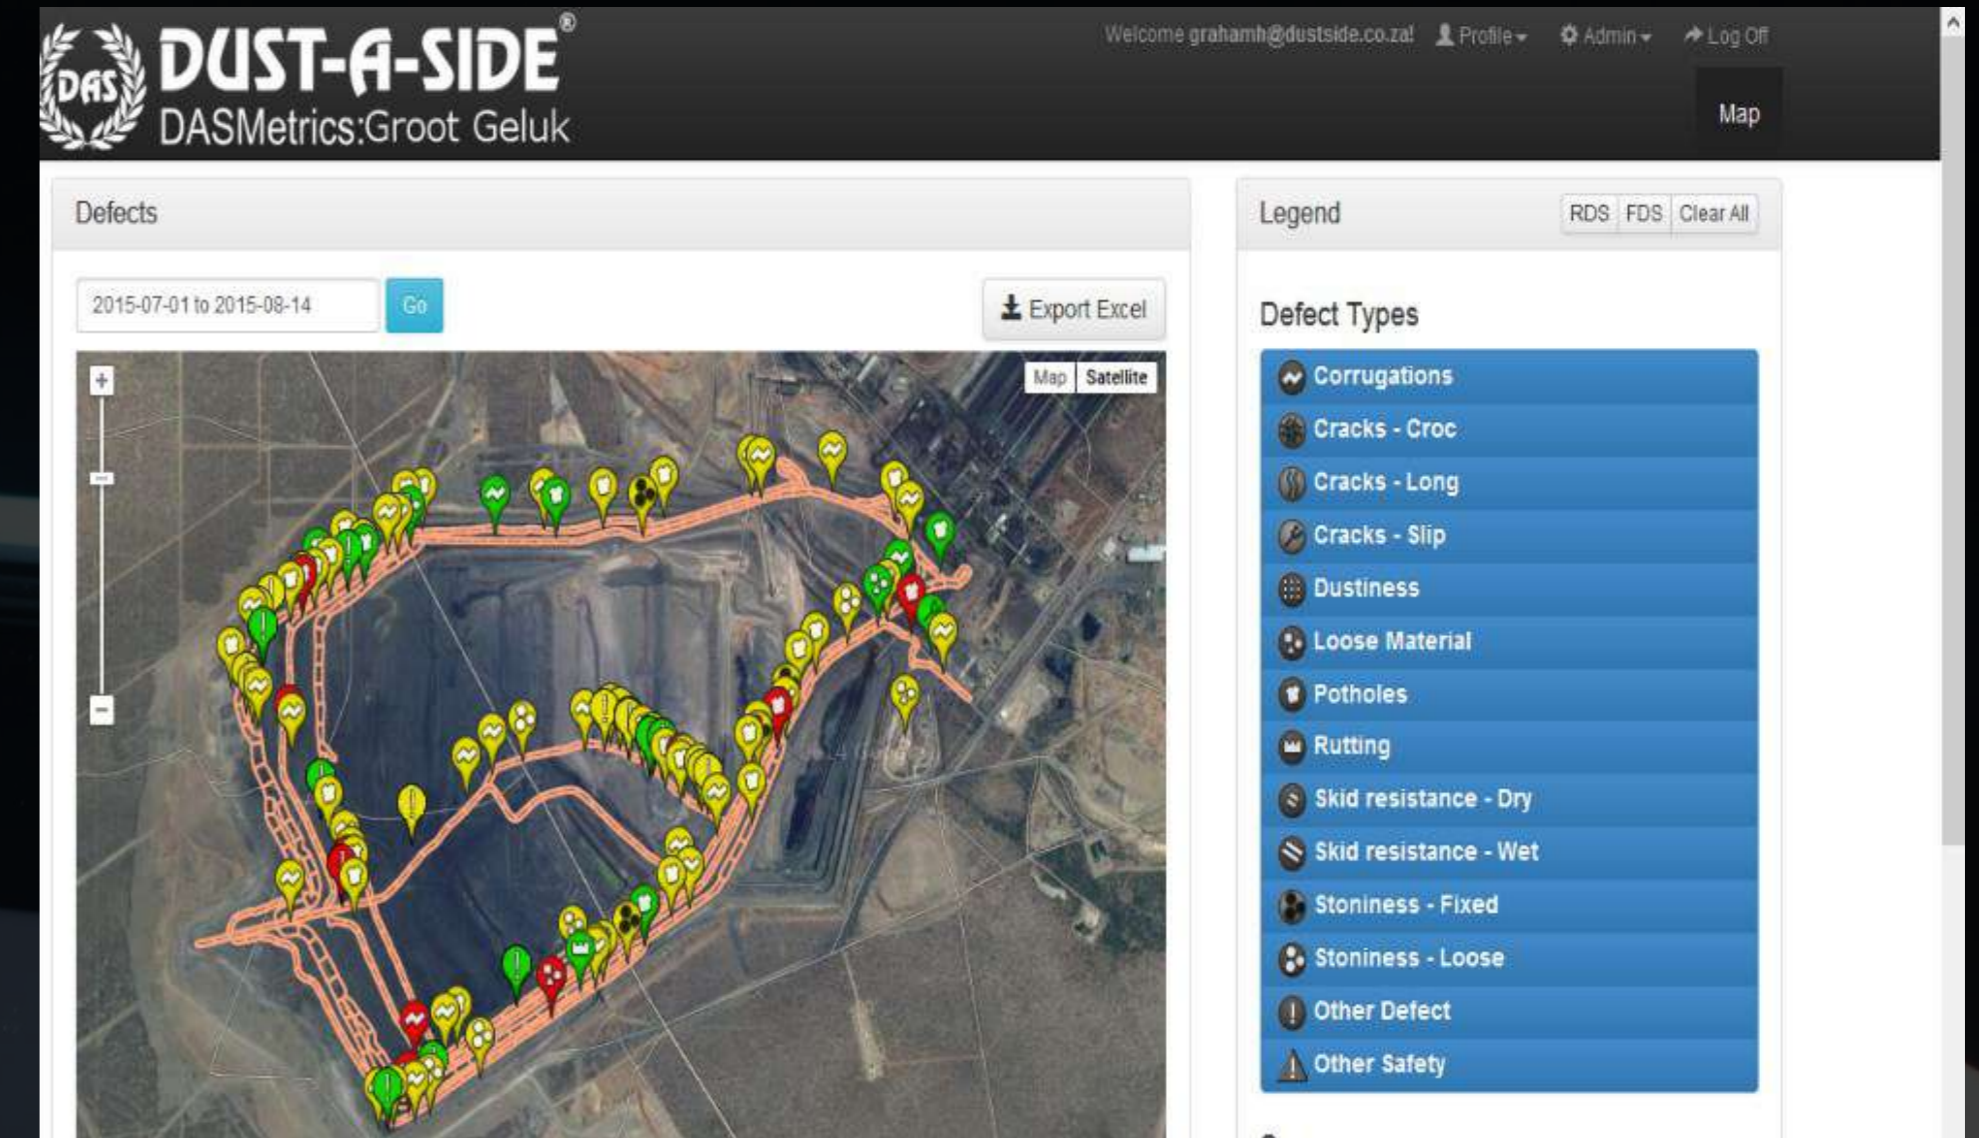 DAS
DUST-A-SIDE®
DASMetrics:Groot Geluk
Welcome grahamh@dustside.co.za! Profile Admin Log Off
Map
Defects
2015-07-01 to 2015-08-14 Go
Export Excel
Map Satellite
Legend
RDS FDS Clear All
Defect Types
Corrugations
Cracks - Croc
Cracks - Long
Cracks - Slip
Dustiness
Loose Material
Potholes
Rutting
Skid resistance - Dry
Skid resistance - Wet
Stoniness - Fixed
Stoniness - Loose
Other Defect
Other Safety